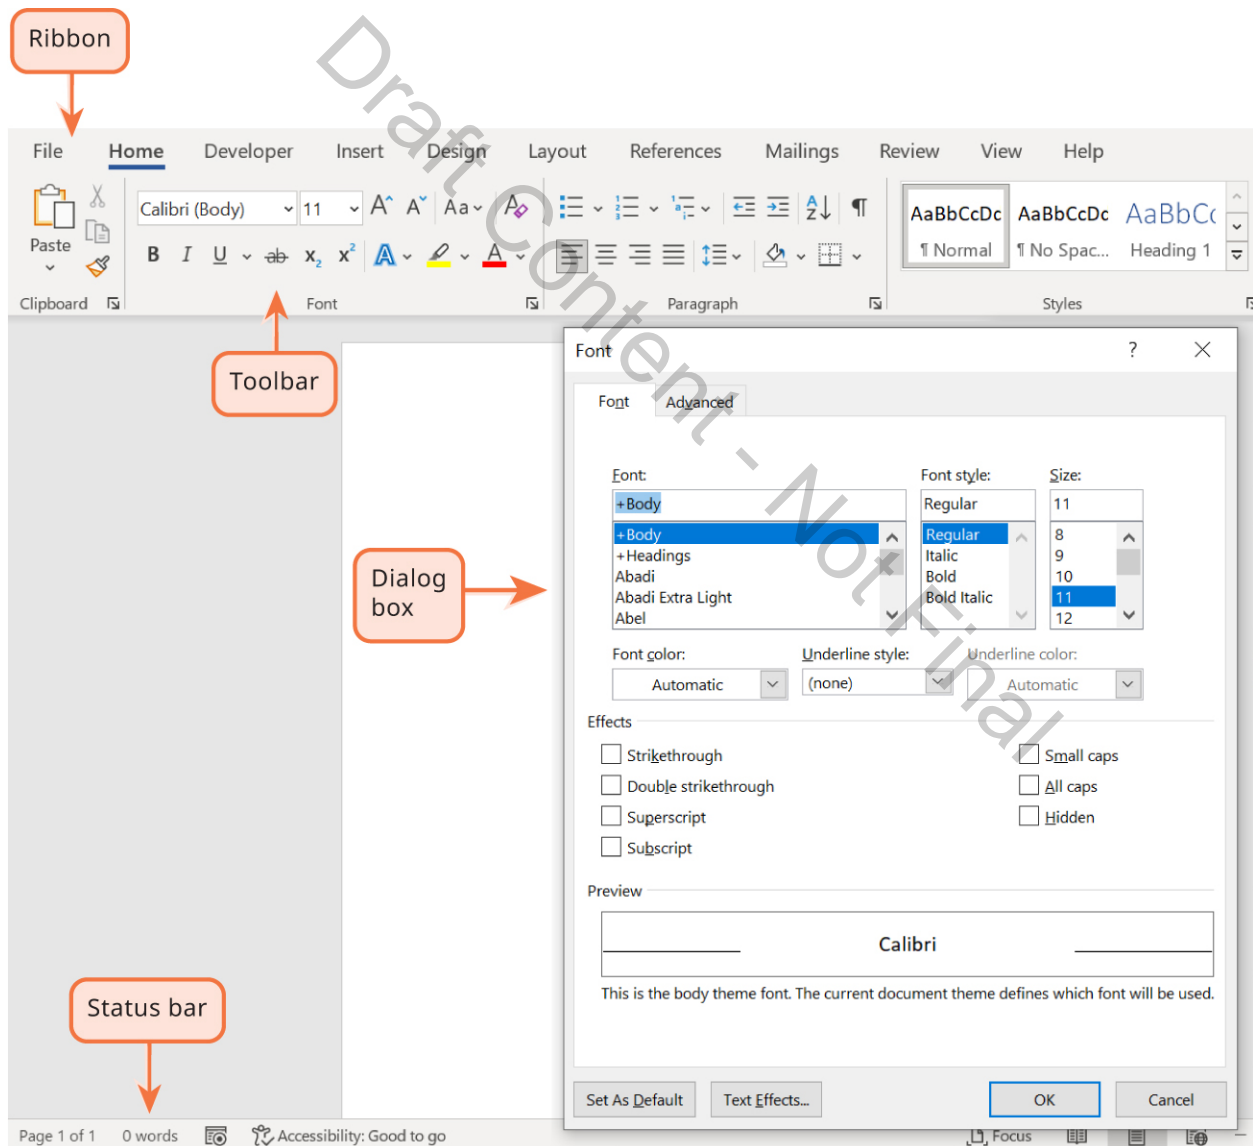 Ribbon
File Home Developer Insert Design Layout References Mailings Review View Help
Calibri (Body) 11 Aa
AaBbCcDc AaBbCcDc AaBbC
Paste
B I U ab x2 x2 A A
¶ Normal ¶ No Spac... Heading 1
Clipboard Font Paragraph Styles
Toolbar
Font ? 
Font Advanced
Font: Font style: Size:
+Body Regular 11
+Body Regular 8
+Headings Italic 9
Abadi Bold 10
Abadi Extra Light Bold Italic 11
Abel 12
Dialog
box
Font color: Underline style: Underline color:
Automatic (none) Automatic
Effects
Strikethrough Small caps
Double strikethrough All caps
Superscript Hidden
Subscript
Preview
Calibri
This is the body theme font. The current document theme defines which font will be used.
Status bar
Set As Default Text Effects... OK Cancel
Page 1 of 1 0 words Accessibility: Good to go Focus
Draft Content - Not Final